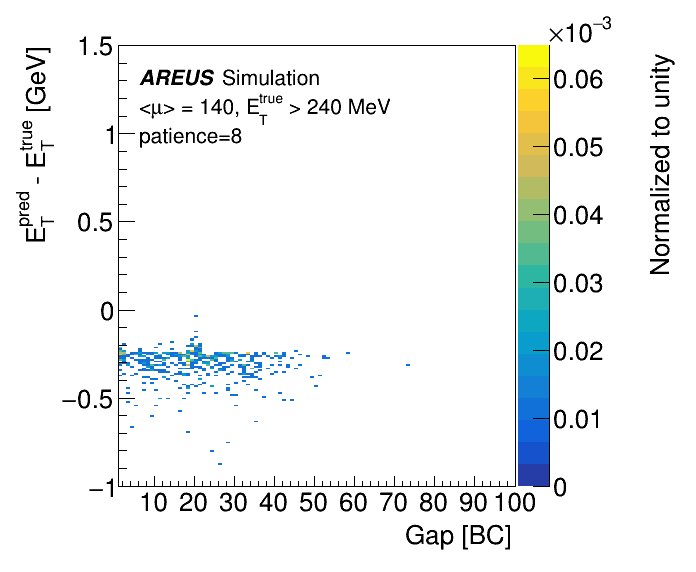 ×10⁻³
AREUS Simulation
<μ> = 140, E_T^true > 240 MeV
patience=8
E_T^pred - E_T^true [GeV]
1.5
1
0.5
0
−0.5
−1
10 20 30 40 50 60 70 80 90 100
Gap [BC]
0.06
0.05
0.04
0.03
0.02
0.01
0
Normalized to unity